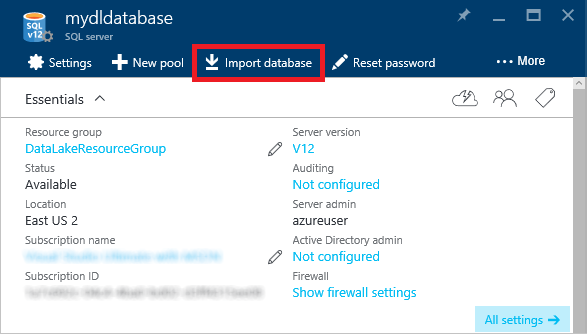 SQL
v12
mydldatabase
SQL server
Settings
New pool
Import database
Reset password
··· More
Essentials
Resource group
DataLakeResourceGroup
Server version
V12
Status
Available
Auditing
Not configured
Location
East US 2
Server admin
azureuser
Subscription name
Active Directory admin
Not configured
Subscription ID
Firewall
Show firewall settings
All settings →